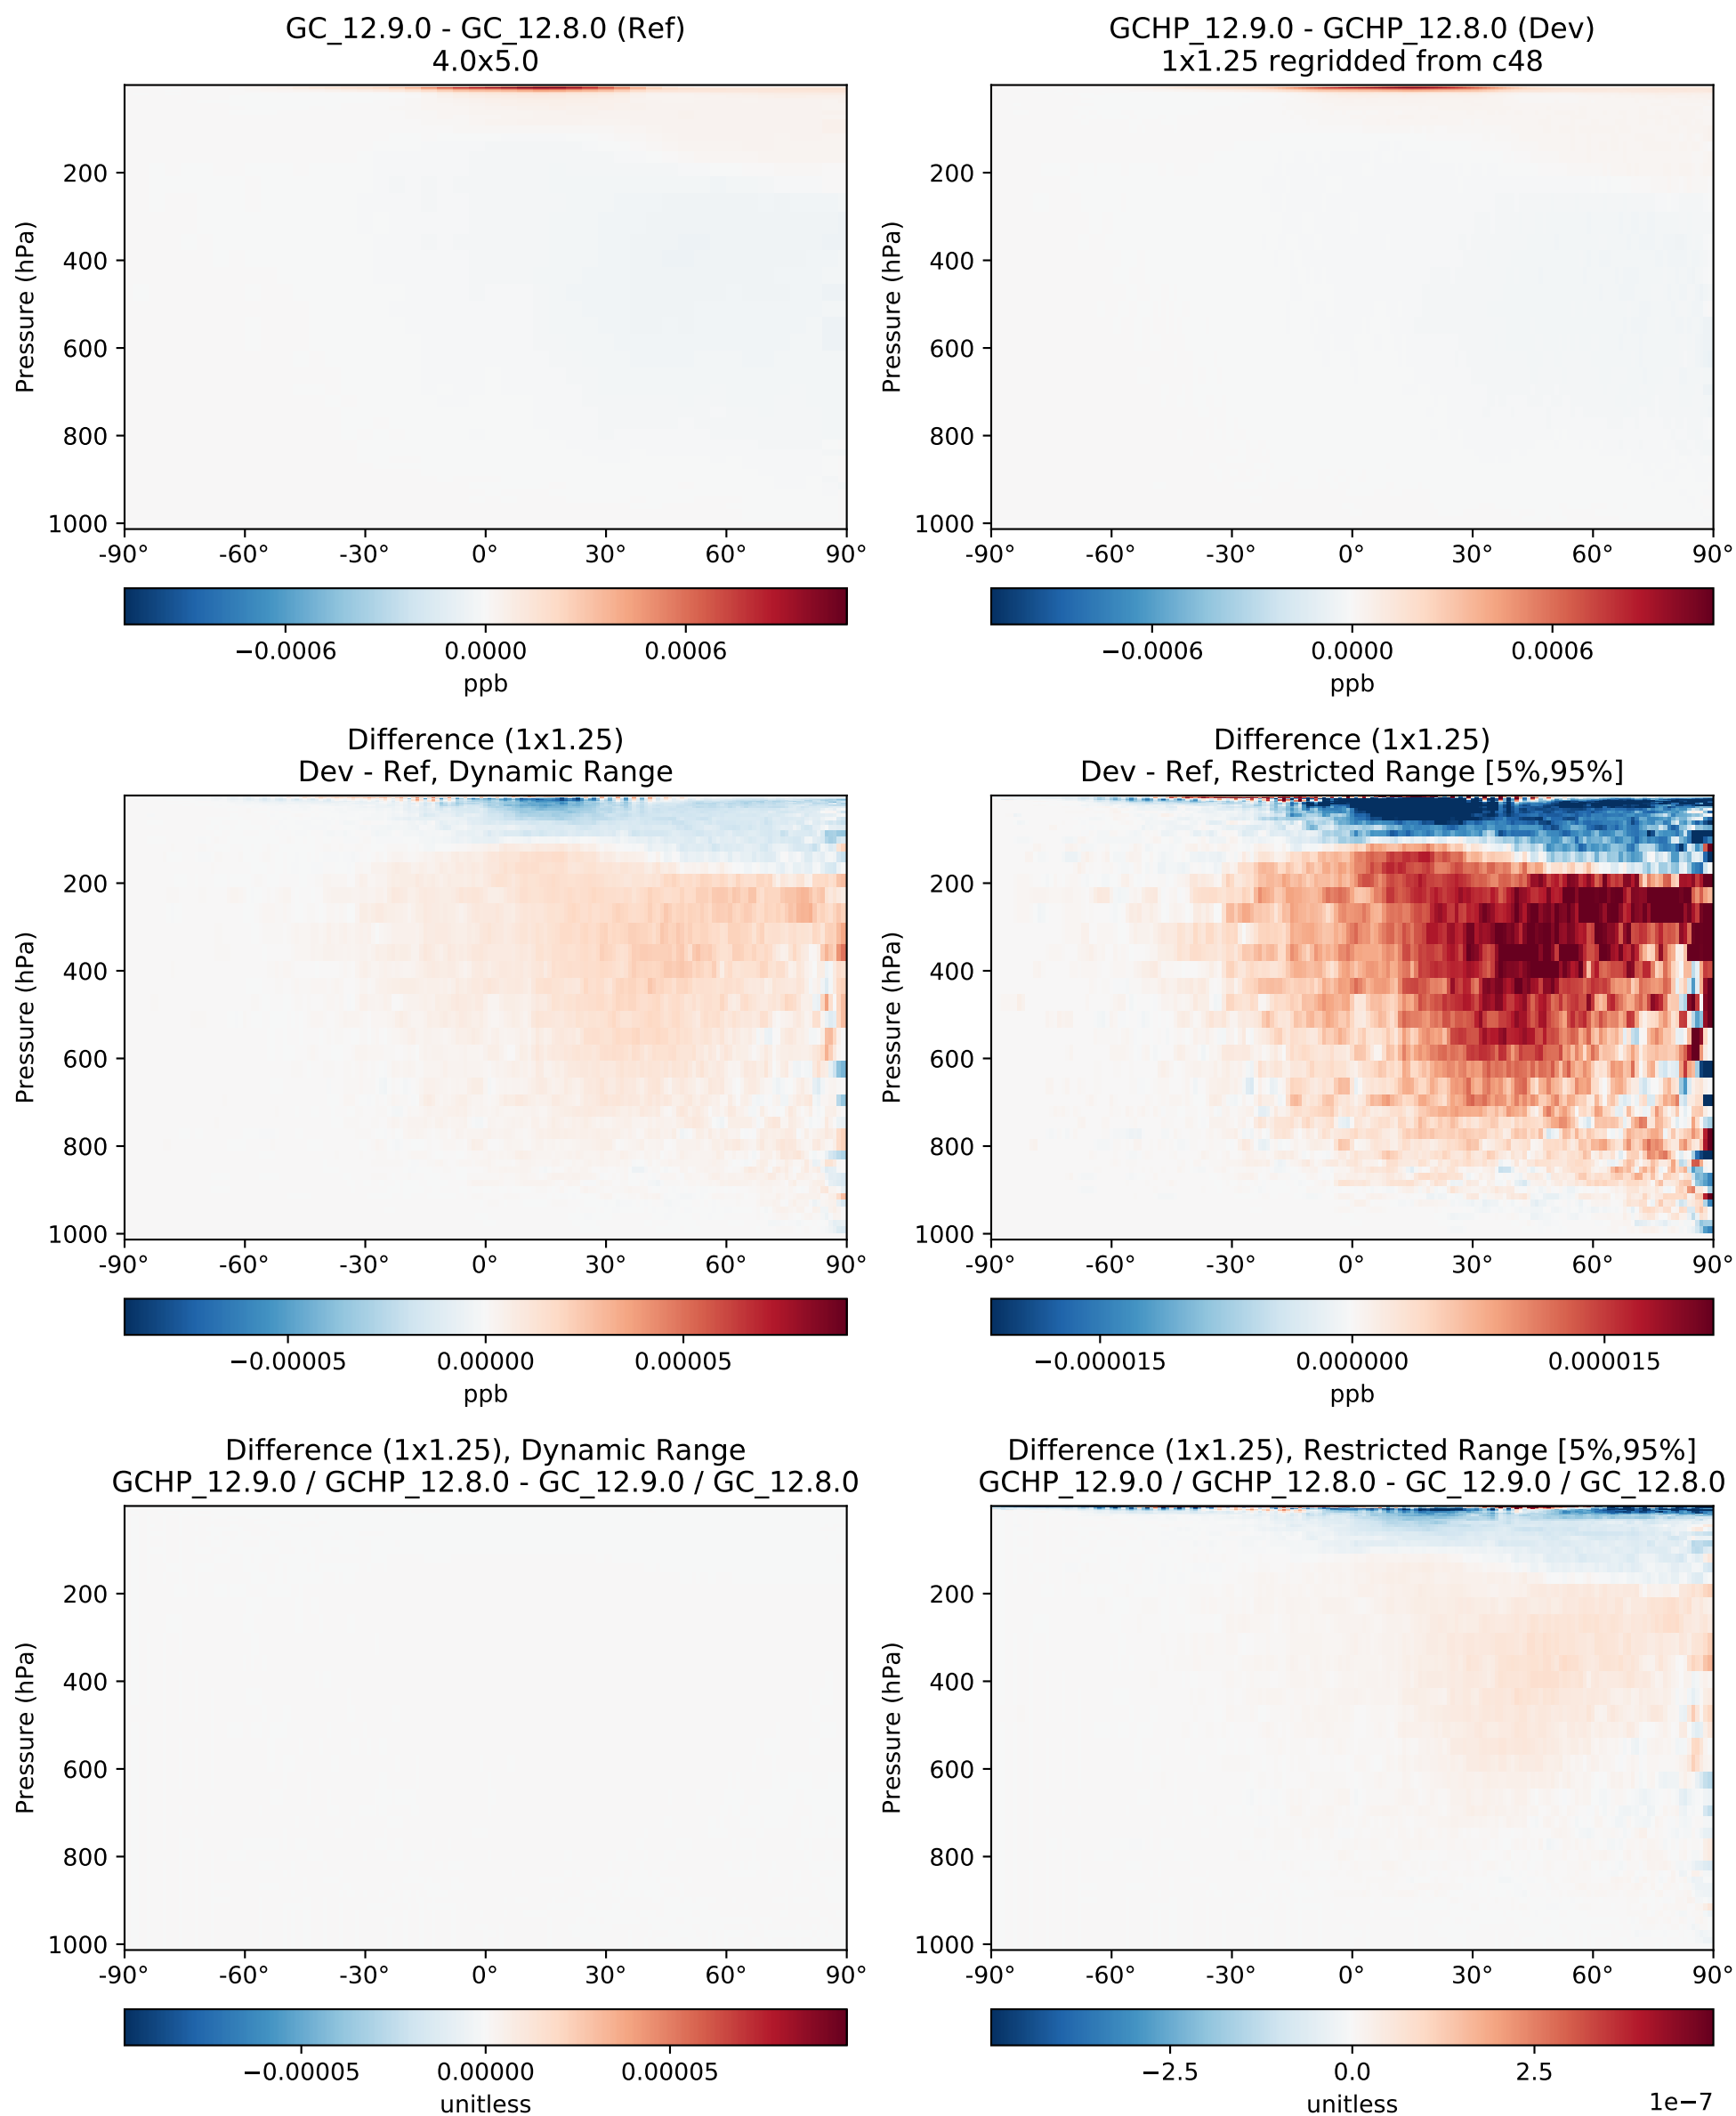 GC_12.9.0 - GC_12.8.0 (Ref)
4.0x5.0
Pressure (hPa)
200
400
600
800
1000
-90° -60° -30° 0° 30° 60° 90°
−0.0006 0.0000 0.0006
ppb
GCHP_12.9.0 - GCHP_12.8.0 (Dev)
1x1.25 regridded from c48
Pressure (hPa)
200
400
600
800
1000
-90° -60° -30° 0° 30° 60° 90°
−0.0006 0.0000 0.0006
ppb
Difference (1x1.25)
Dev - Ref, Dynamic Range
Pressure (hPa)
200
400
600
800
1000
-90° -60° -30° 0° 30° 60° 90°
−0.00005 0.00000 0.00005
ppb
Difference (1x1.25)
Dev - Ref, Restricted Range [5%,95%]
Pressure (hPa)
200
400
600
800
1000
-90° -60° -30° 0° 30° 60° 90°
−0.000015 0.000000 0.000015
ppb
Difference (1x1.25), Dynamic Range
GCHP_12.9.0 / GCHP_12.8.0 - GC_12.9.0 / GC_12.8.0
Pressure (hPa)
200
400
600
800
1000
-90° -60° -30° 0° 30° 60° 90°
−0.00005 0.00000 0.00005
unitless
Difference (1x1.25), Restricted Range [5%,95%]
GCHP_12.9.0 / GCHP_12.8.0 - GC_12.9.0 / GC_12.8.0
Pressure (hPa)
200
400
600
800
1000
-90° -60° -30° 0° 30° 60° 90°
−2.5 0.0 2.5
1e−7
unitless